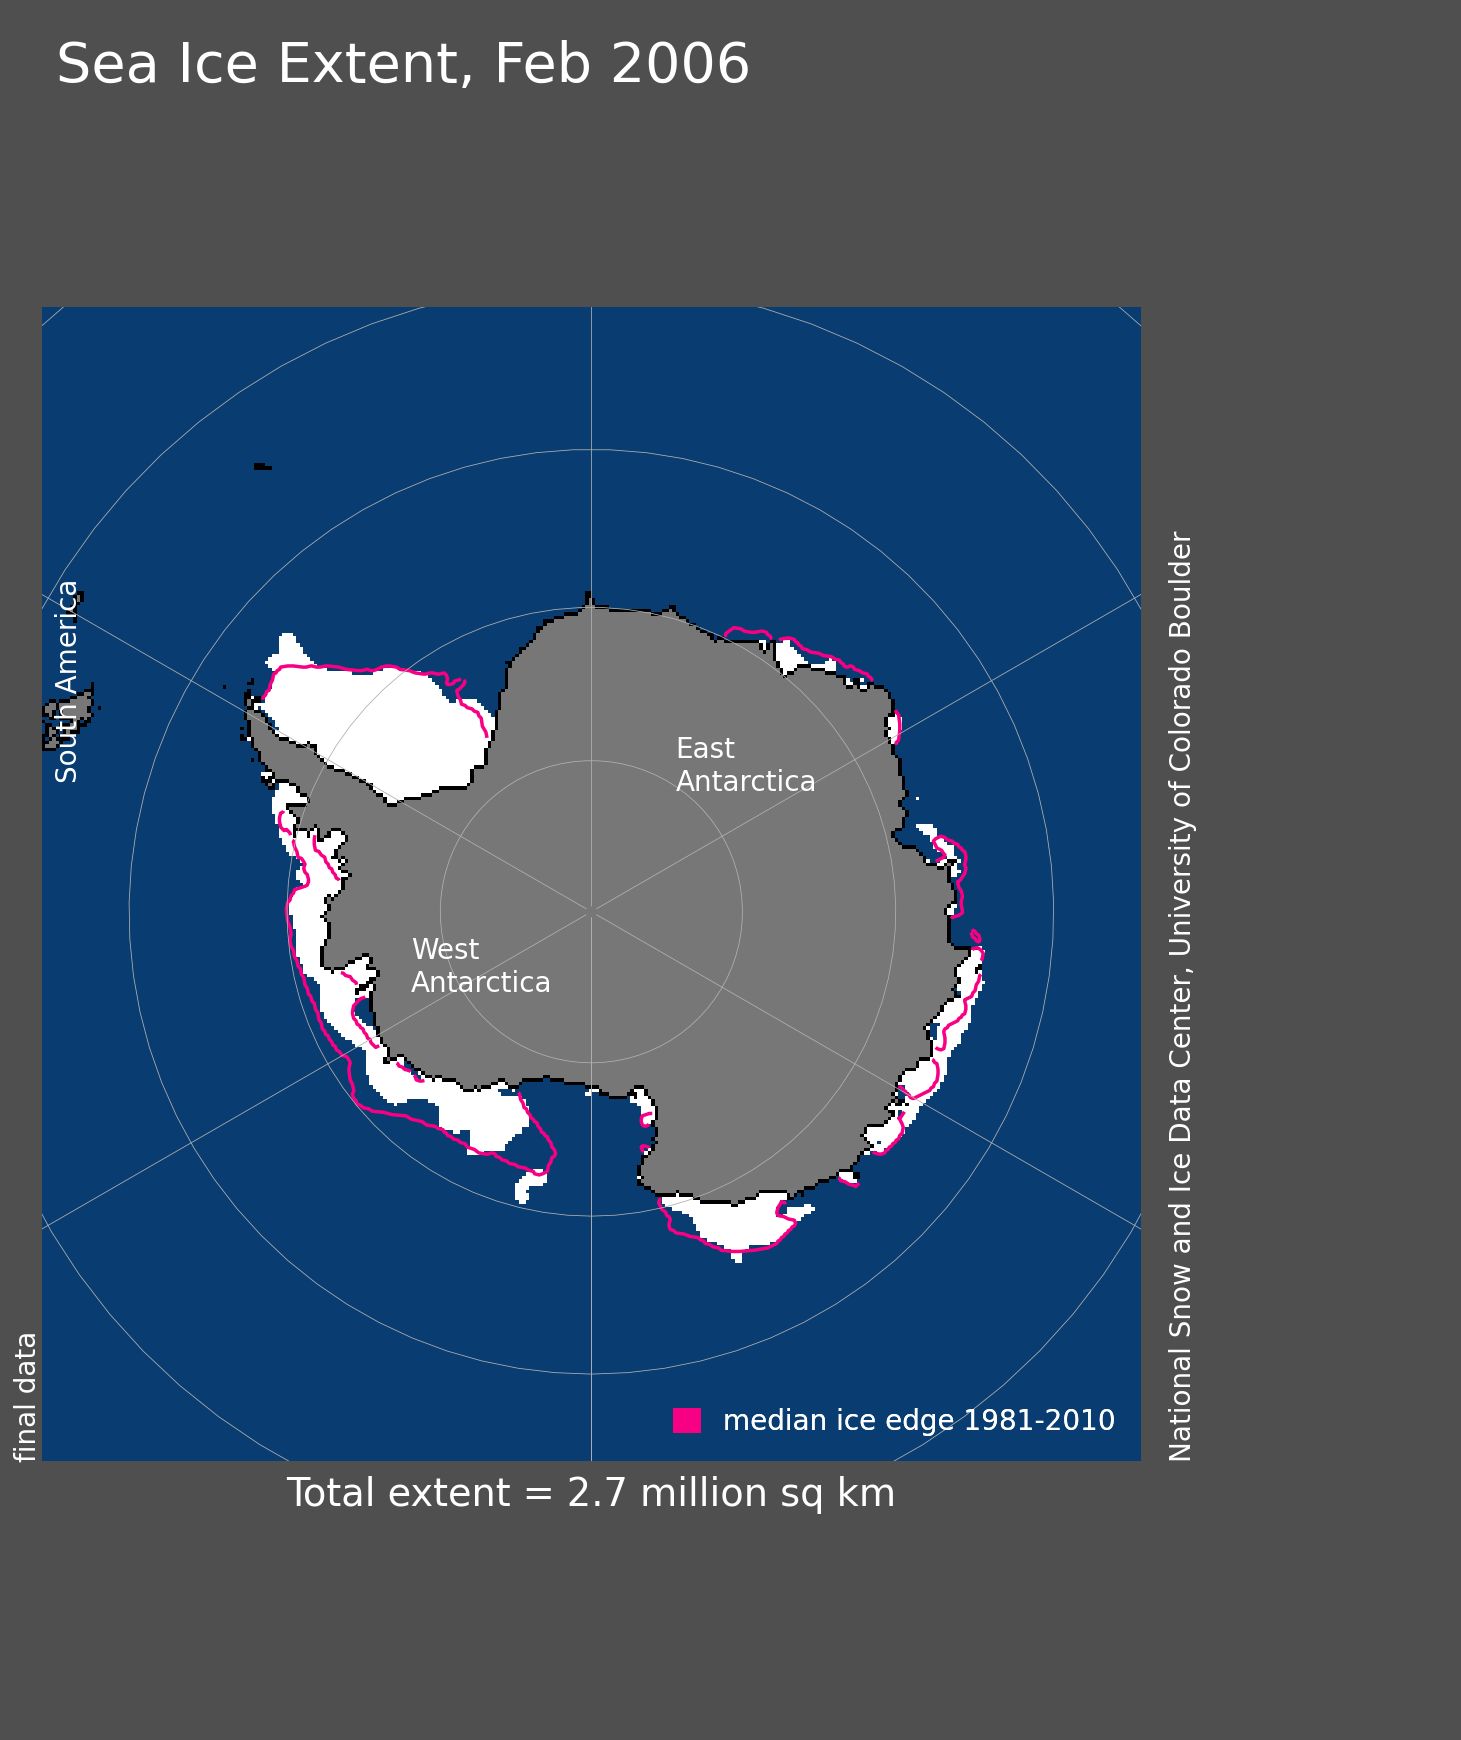 Sea Ice Extent, Feb 2006
South America
East
Antarctica
West
Antarctica
National Snow and Ice Data Center, University of Colorado Boulder
final data
median ice edge 1981-2010
Total extent = 2.7 million sq km